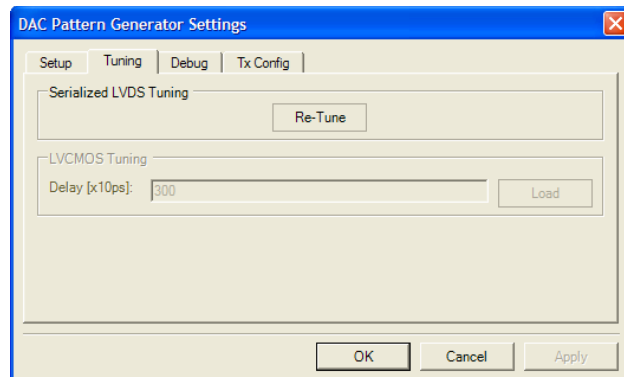 DAC Pattern Generator Settings
Setup Tuning Debug Tx Config
Serialized LVDS Tuning
Re-Tune
LVCMOS Tuning
Delay [x10ps]: 300 Load
OK Cancel Apply